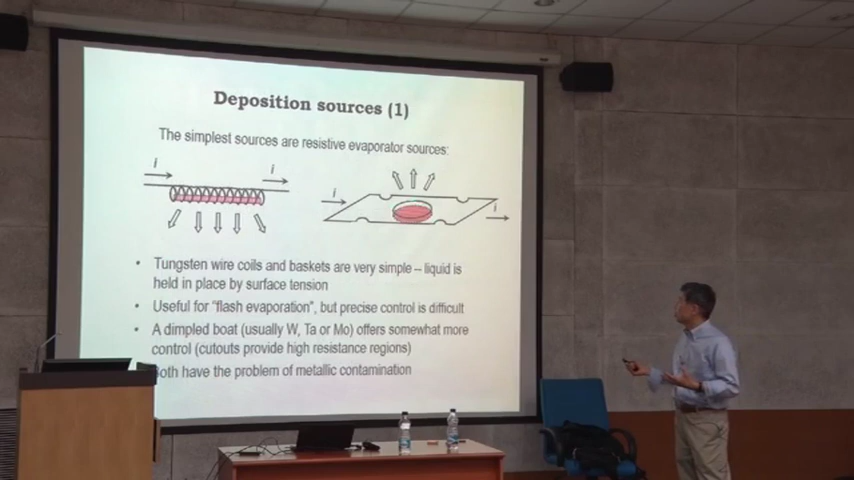 Deposition sources (1)
The simplest sources are resistive evaporator sources:
i
i
i
i
• Tungsten wire coils and baskets are very simple – liquid is
held in place by surface tension
• Useful for "flash evaporation", but precise control is difficult
• A dimpled boat (usually W, Ta or Mo) offers somewhat more
control (cutouts provide high resistance regions)
Both have the problem of metallic contamination